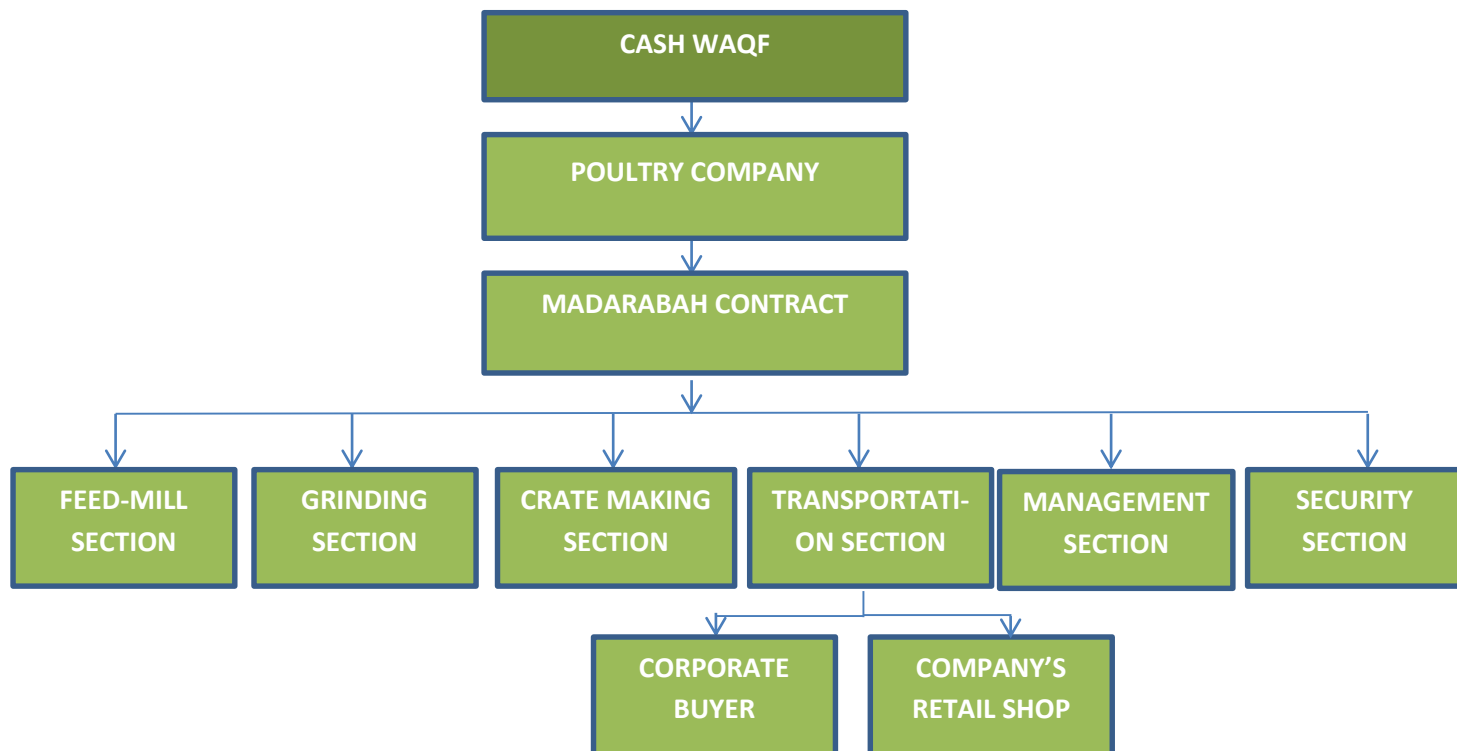 CASH WAQF
POULTRY COMPANY
MADARABAH CONTRACT
FEED-MILL
SECTION
GRINDING
SECTION
CRATE MAKING
SECTION
TRANSPORTATI-
ON SECTION
MANAGEMENT
SECTION
SECURITY
SECTION
CORPORATE
BUYER
COMPANY’S
RETAIL SHOP